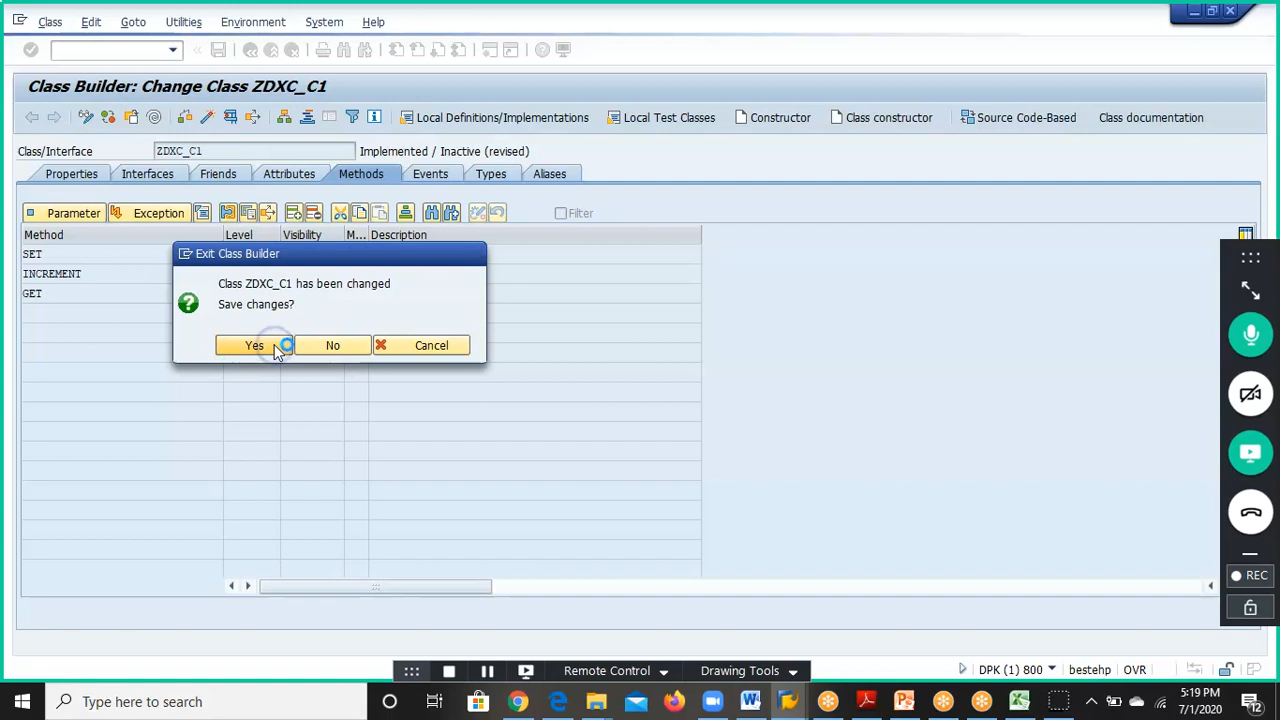 Class Edit Goto Utilities Environment System Help
Class Builder: Change Class ZDXC_C1
Local Definitions/Implementations Local Test Classes Constructor Class constructor Source Code-Based Class documentation
Class/Interface ZDXC_C1 Implemented / Inactive (revised)
Properties Interfaces Friends Attributes Methods Events Types Aliases
Parameter Exception Filter
Method Level Visibility M... Description
SET
INCREMENT
GET
Exit Class Builder
Class ZDXC_C1 has been changed
Save changes?
Yes No Cancel
REC
Remote Control Drawing Tools
DPK (1) 800 bestehp OVR
Type here to search
5:19 PM
7/1/2020
12